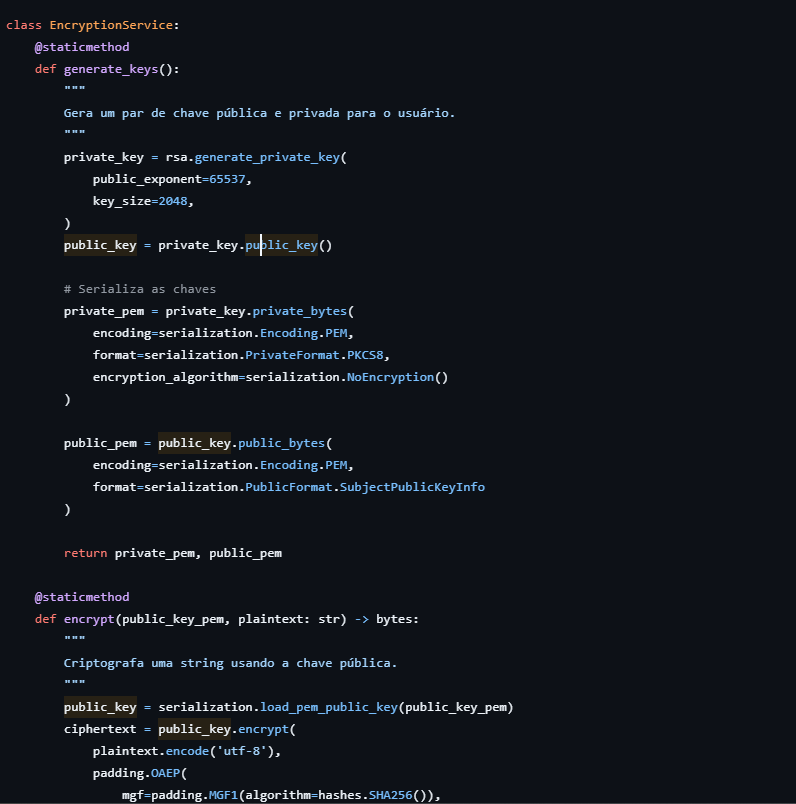 class EncryptionService:
    @staticmethod
    def generate_keys():
        """
        Gera um par de chave pública e privada para o usuário.
        """
        private_key = rsa.generate_private_key(
            public_exponent=65537,
            key_size=2048,
        )
        public_key = private_key.public_key()

        # Serializa as chaves
        private_pem = private_key.private_bytes(
            encoding=serialization.Encoding.PEM,
            format=serialization.PrivateFormat.PKCS8,
            encryption_algorithm=serialization.NoEncryption()
        )

        public_pem = public_key.public_bytes(
            encoding=serialization.Encoding.PEM,
            format=serialization.PublicFormat.SubjectPublicKeyInfo
        )

        return private_pem, public_pem

    @staticmethod
    def encrypt(public_key_pem, plaintext: str) -> bytes:
        """
        Criptografa uma string usando a chave pública.
        """
        public_key = serialization.load_pem_public_key(public_key_pem)
        ciphertext = public_key.encrypt(
            plaintext.encode('utf-8'),
            padding.OAEP(
                mgf=padding.MGF1(algorithm=hashes.SHA256()),